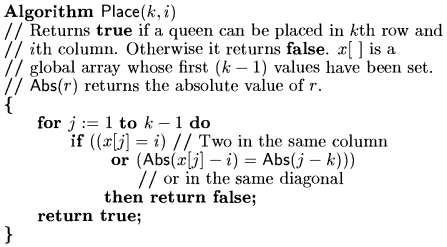 Algorithm Place(k, i)
// Returns true if a queen can be placed in kth row and
// ith column. Otherwise it returns false. x[ ] is a
// global array whose first (k − 1) values have been set.
// Abs(r) returns the absolute value of r.
{
for j := 1 to k − 1 do
if ((x[j] = i) // Two in the same column
or (Abs(x[j] − i) = Abs(j − k)))
// or in the same diagonal
then return false;
return true;
}